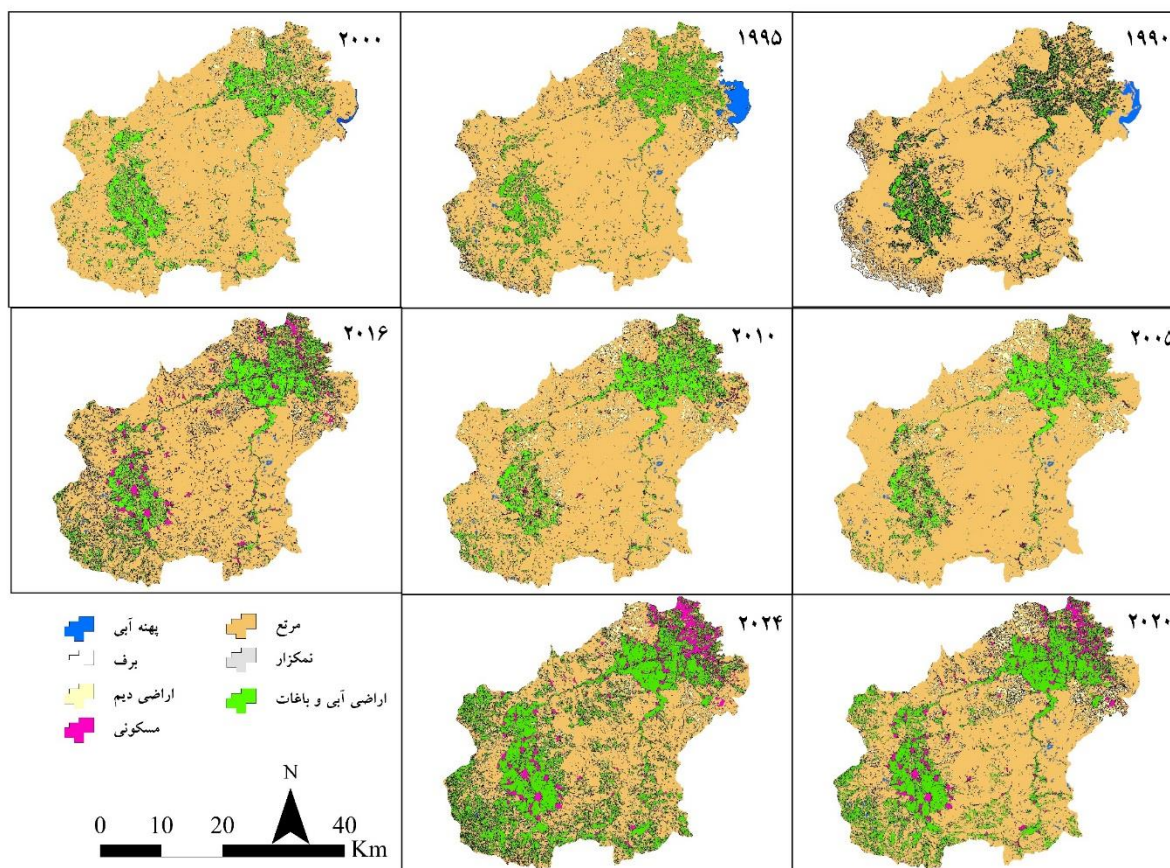 ۱۹۹۰
۱۹۹۵
۲۰۰۰
۲۰۰۵
۲۰۱۰
۲۰۱۶
۲۰۲۰
۲۰۲۴
مرتع
پهنه آبی
نمکزار
برف
اراضی آبی و باغات
اراضی دیم
مسکونی
N
0 10 20 40
Km